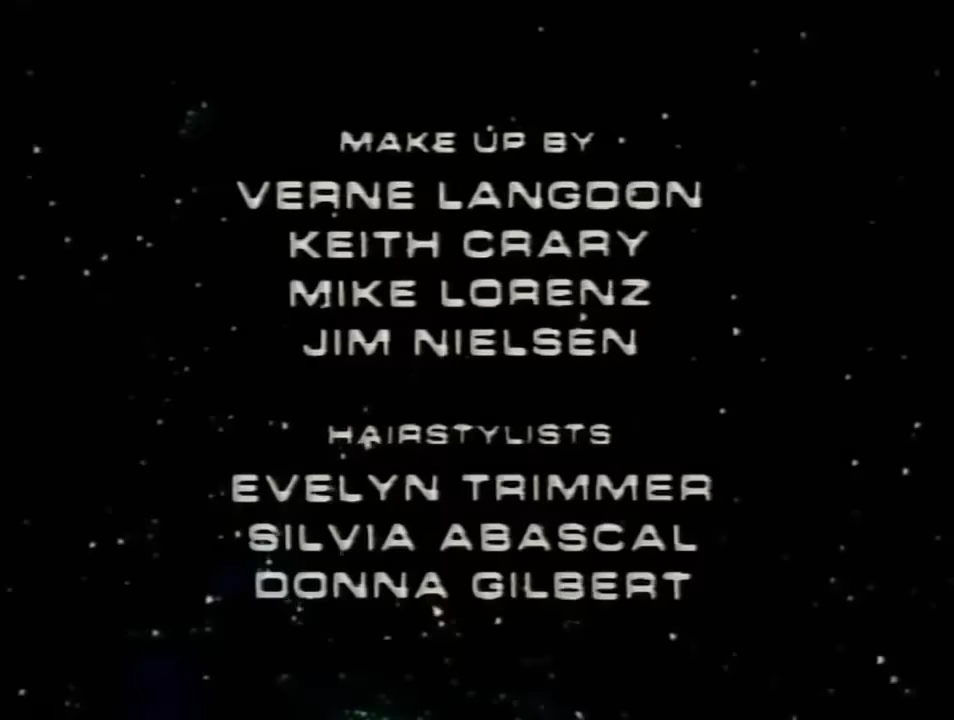 MAKE UP BY
VERNE LANGDON
KEITH CRARY
MIKE LORENZ
JIM NIELSEN
HAIRSTYLISTS
EVELYN TRIMMER
SILVIA ABASCAL
DONNA GILBERT